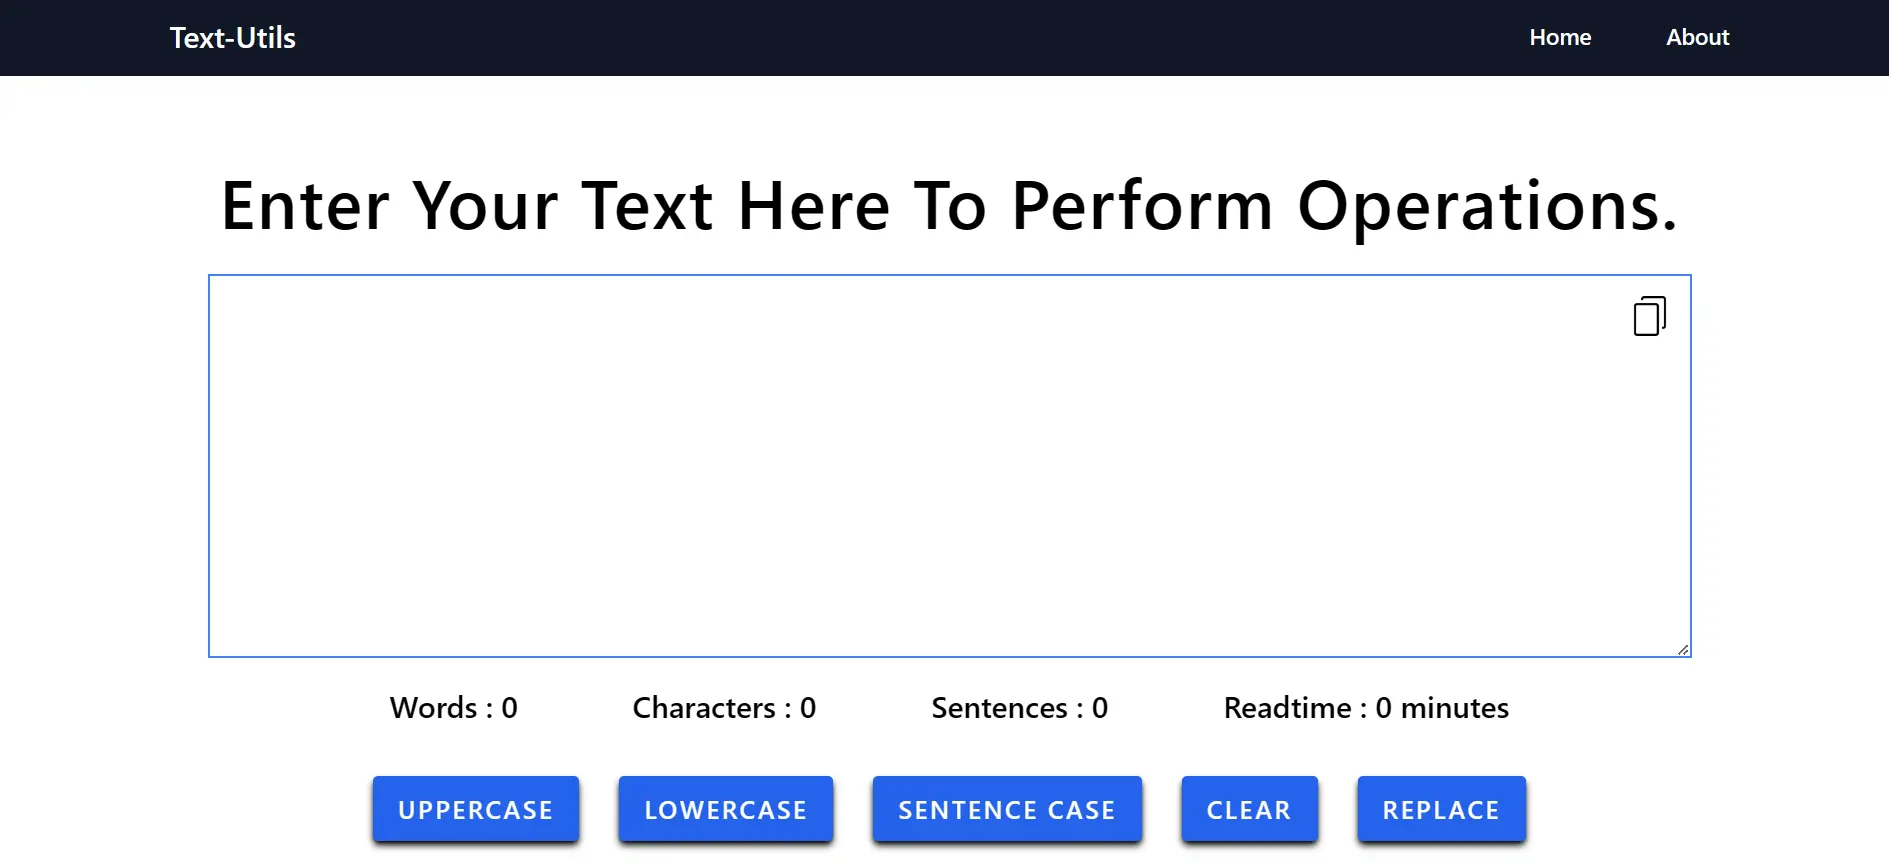 Text-Utils Home About
Enter Your Text Here To Perform Operations.
Words : 0 Characters : 0 Sentences : 0 Readtime : 0 minutes
UPPERCASE LOWERCASE SENTENCE CASE CLEAR REPLACE